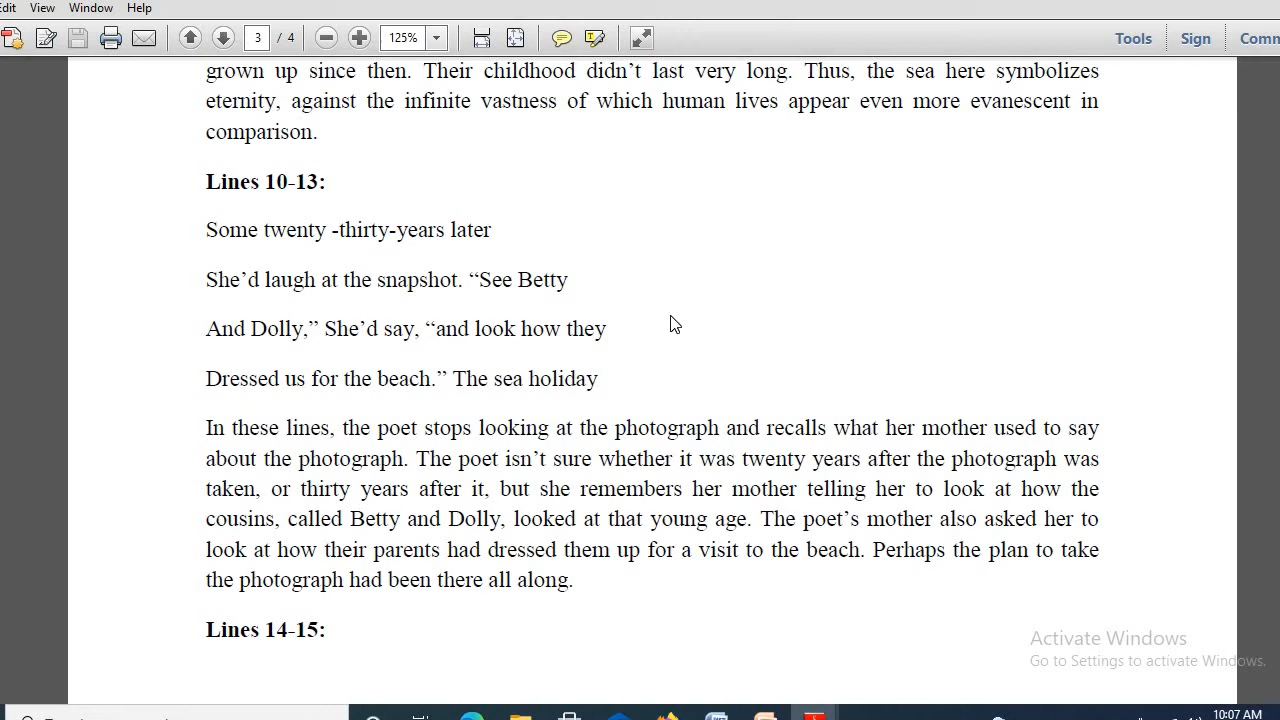 Edit View Window Help
3 / 4 125% Tools Sign Comm
grown up since then. Their childhood didn’t last very long. Thus, the sea here symbolizes
eternity, against the infinite vastness of which human lives appear even more evanescent in
comparison.
Lines 10-13:
Some twenty -thirty-years later
She’d laugh at the snapshot. “See Betty
And Dolly,” She’d say, “and look how they
Dressed us for the beach.” The sea holiday
In these lines, the poet stops looking at the photograph and recalls what her mother used to say
about the photograph. The poet isn’t sure whether it was twenty years after the photograph was
taken, or thirty years after it, but she remembers her mother telling her to look at how the
cousins, called Betty and Dolly, looked at that young age. The poet’s mother also asked her to
look at how their parents had dressed them up for a visit to the beach. Perhaps the plan to take
the photograph had been there all along.
Lines 14-15:
Activate Windows
Go to Settings to activate Windows.
10:07 AM